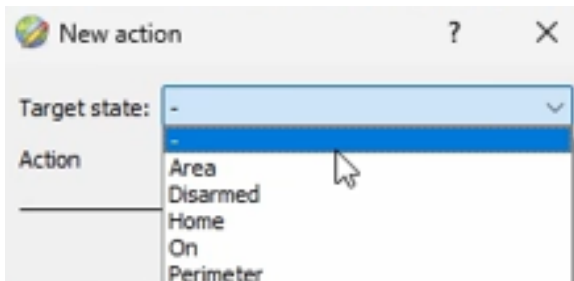 New action ?
Target state: -
-
Action
Area
Disarmed
Home
On
Perimeter